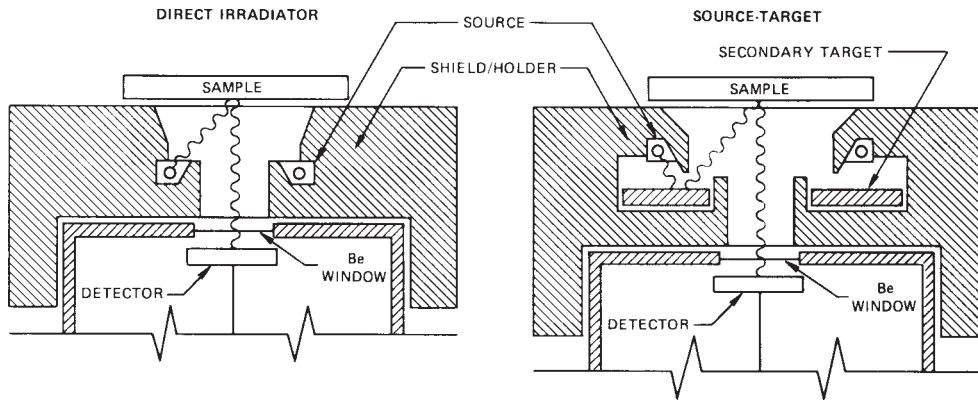 DIRECT IRRADIATOR
SOURCE-TARGET
SOURCE
SECONDARY TARGET
SHIELD/HOLDER
SAMPLE
SAMPLE
Be
WINDOW
DETECTOR
Be
WINDOW
DETECTOR